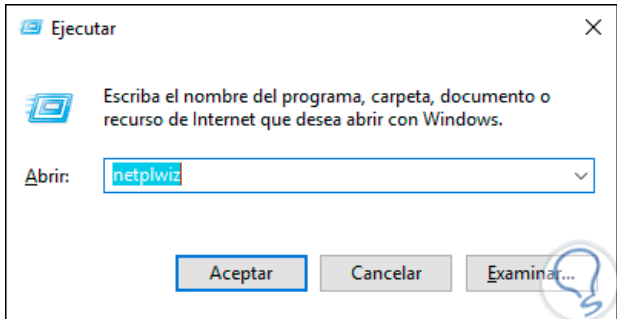 Ejecutar
Escriba el nombre del programa, carpeta, documento o
recurso de Internet que desea abrir con Windows.
Abrir: netplwiz
Aceptar Cancelar Examinar...